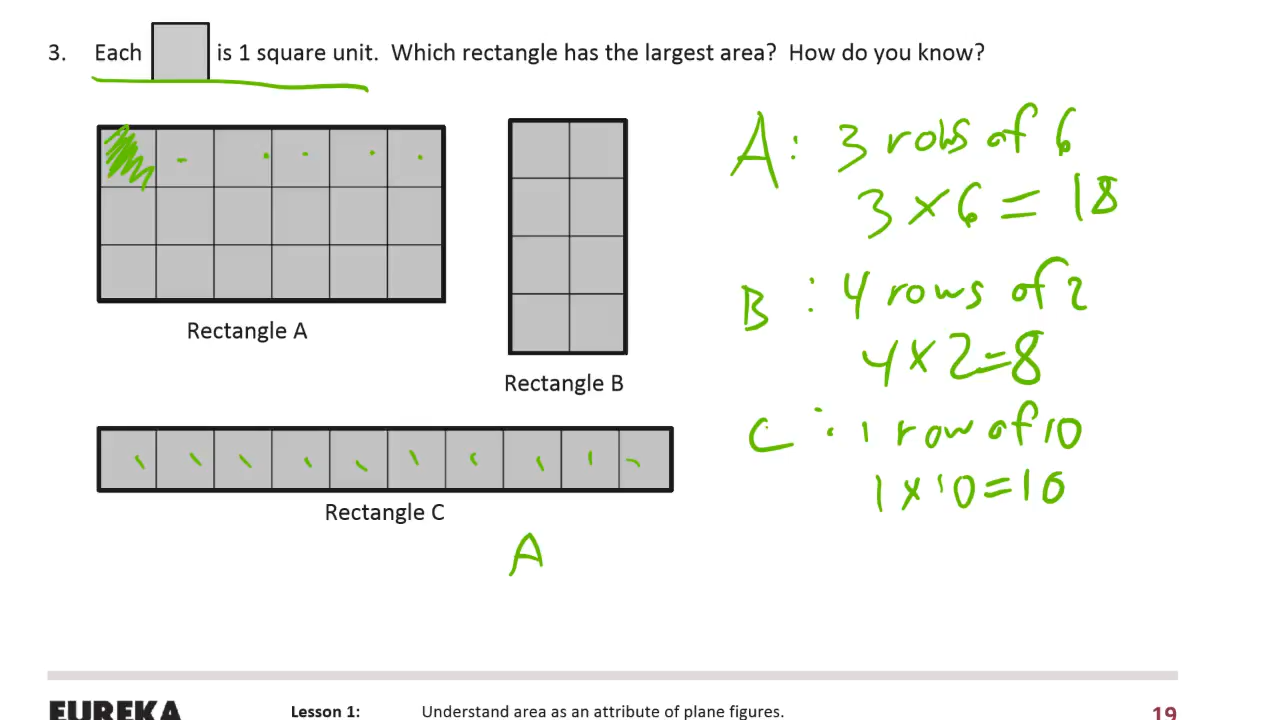 3. Each is 1 square unit. Which rectangle has the largest area? How do you know?
Rectangle A
Rectangle B
Rectangle C
A
A: 3 rows of 6
3 × 6 = 18
B: 4 rows of 2
4 × 2 = 8
C: 1 row of 10
1 × 10 = 10
EUREKA
Lesson 1: Understand area as an attribute of plane figures.
19